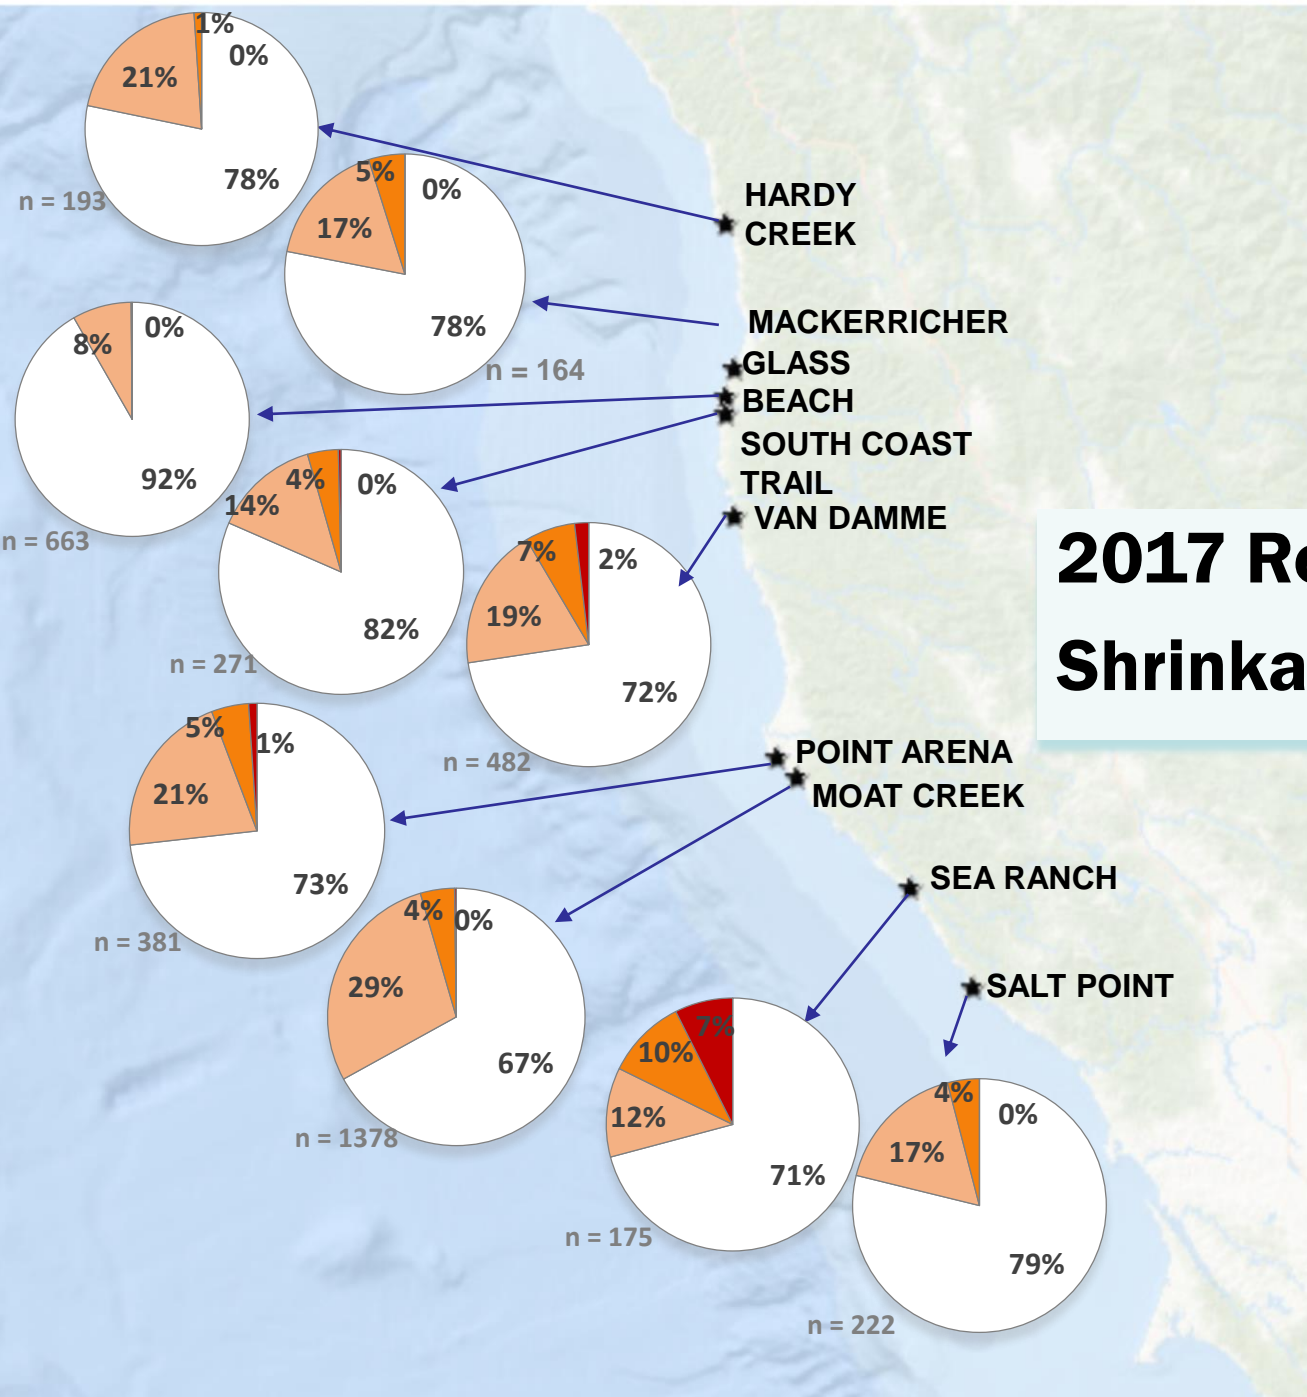 1%
0%
21%
78%
n = 193
5%
0%
17%
78%
n = 164
HARDY
CREEK
MACKERRICHER
GLASS
BEACH
SOUTH COAST
TRAIL
VAN DAMME
8%
0%
92%
n = 663
4%
0%
14%
82%
n = 271
7%
2%
19%
72%
n = 482
2017 R
Shrinka
5%
1%
21%
73%
n = 381
POINT ARENA
MOAT CREEK
4%
0%
29%
67%
n = 1378
SEA RANCH
SALT POINT
7%
10%
12%
71%
n = 175
4%
0%
17%
79%
n = 222